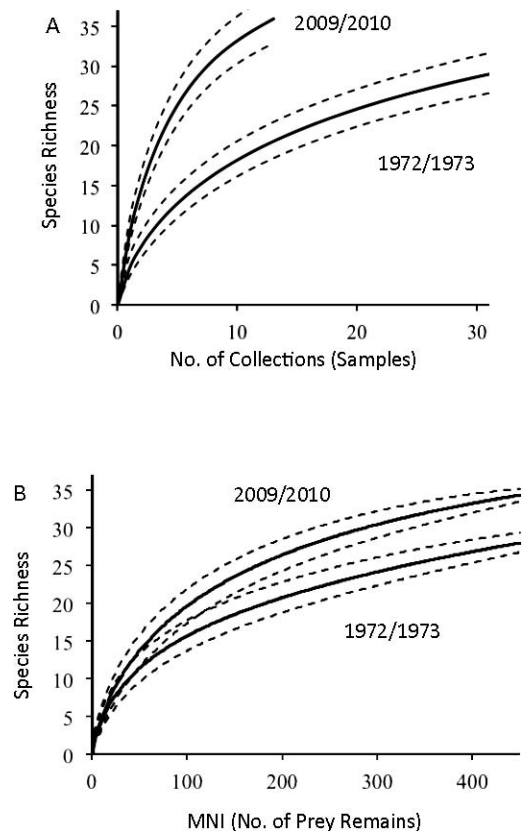 A
2009/2010
1972/1973
Species Richness
35
30
25
20
15
10
5
0
0 10 20 30
No. of Collections (Samples)
B
2009/2010
1972/1973
Species Richness
35
30
25
20
15
10
5
0
0 100 200 300 400
MNI (No. of Prey Remains)